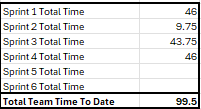 Sprint 1 Total Time 46
Sprint 2 Total Time 9.75
Sprint 3 Total Time 43.75
Sprint 4 Total Time 46
Sprint 5 Total Time
Sprint 6 Total Time
Total Team Time To Date 99.5